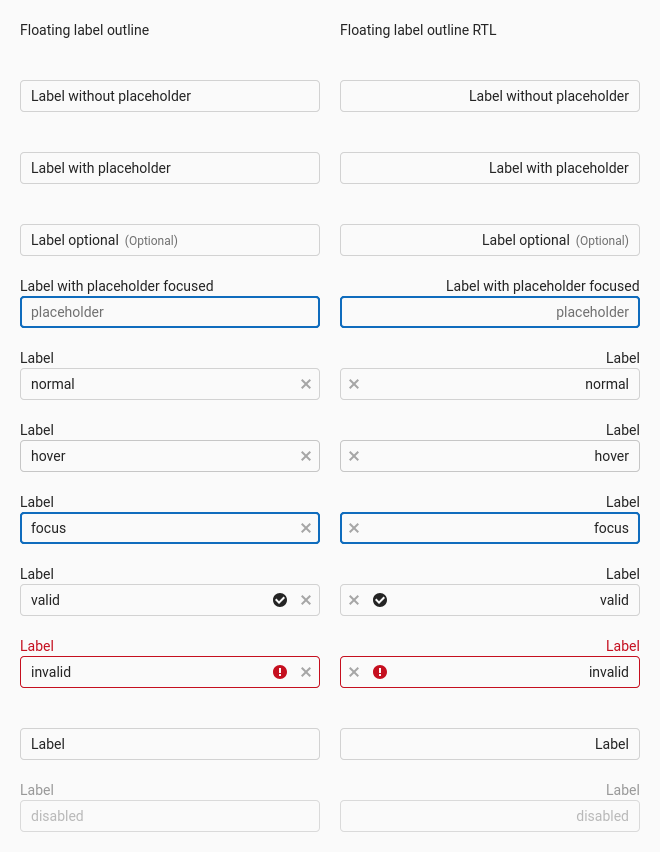 Floating label outline
Floating label outline RTL
Label without placeholder
Label without placeholder
Label with placeholder
Label with placeholder
Label optional (Optional)
Label optional (Optional)
Label with placeholder focused
Label with placeholder focused
placeholder
placeholder
Label
Label
normal
normal
Label
Label
hover
hover
Label
Label
focus
focus
Label
Label
valid
valid
Label
Label
invalid
invalid
Label
Label
Label
Label
disabled
disabled